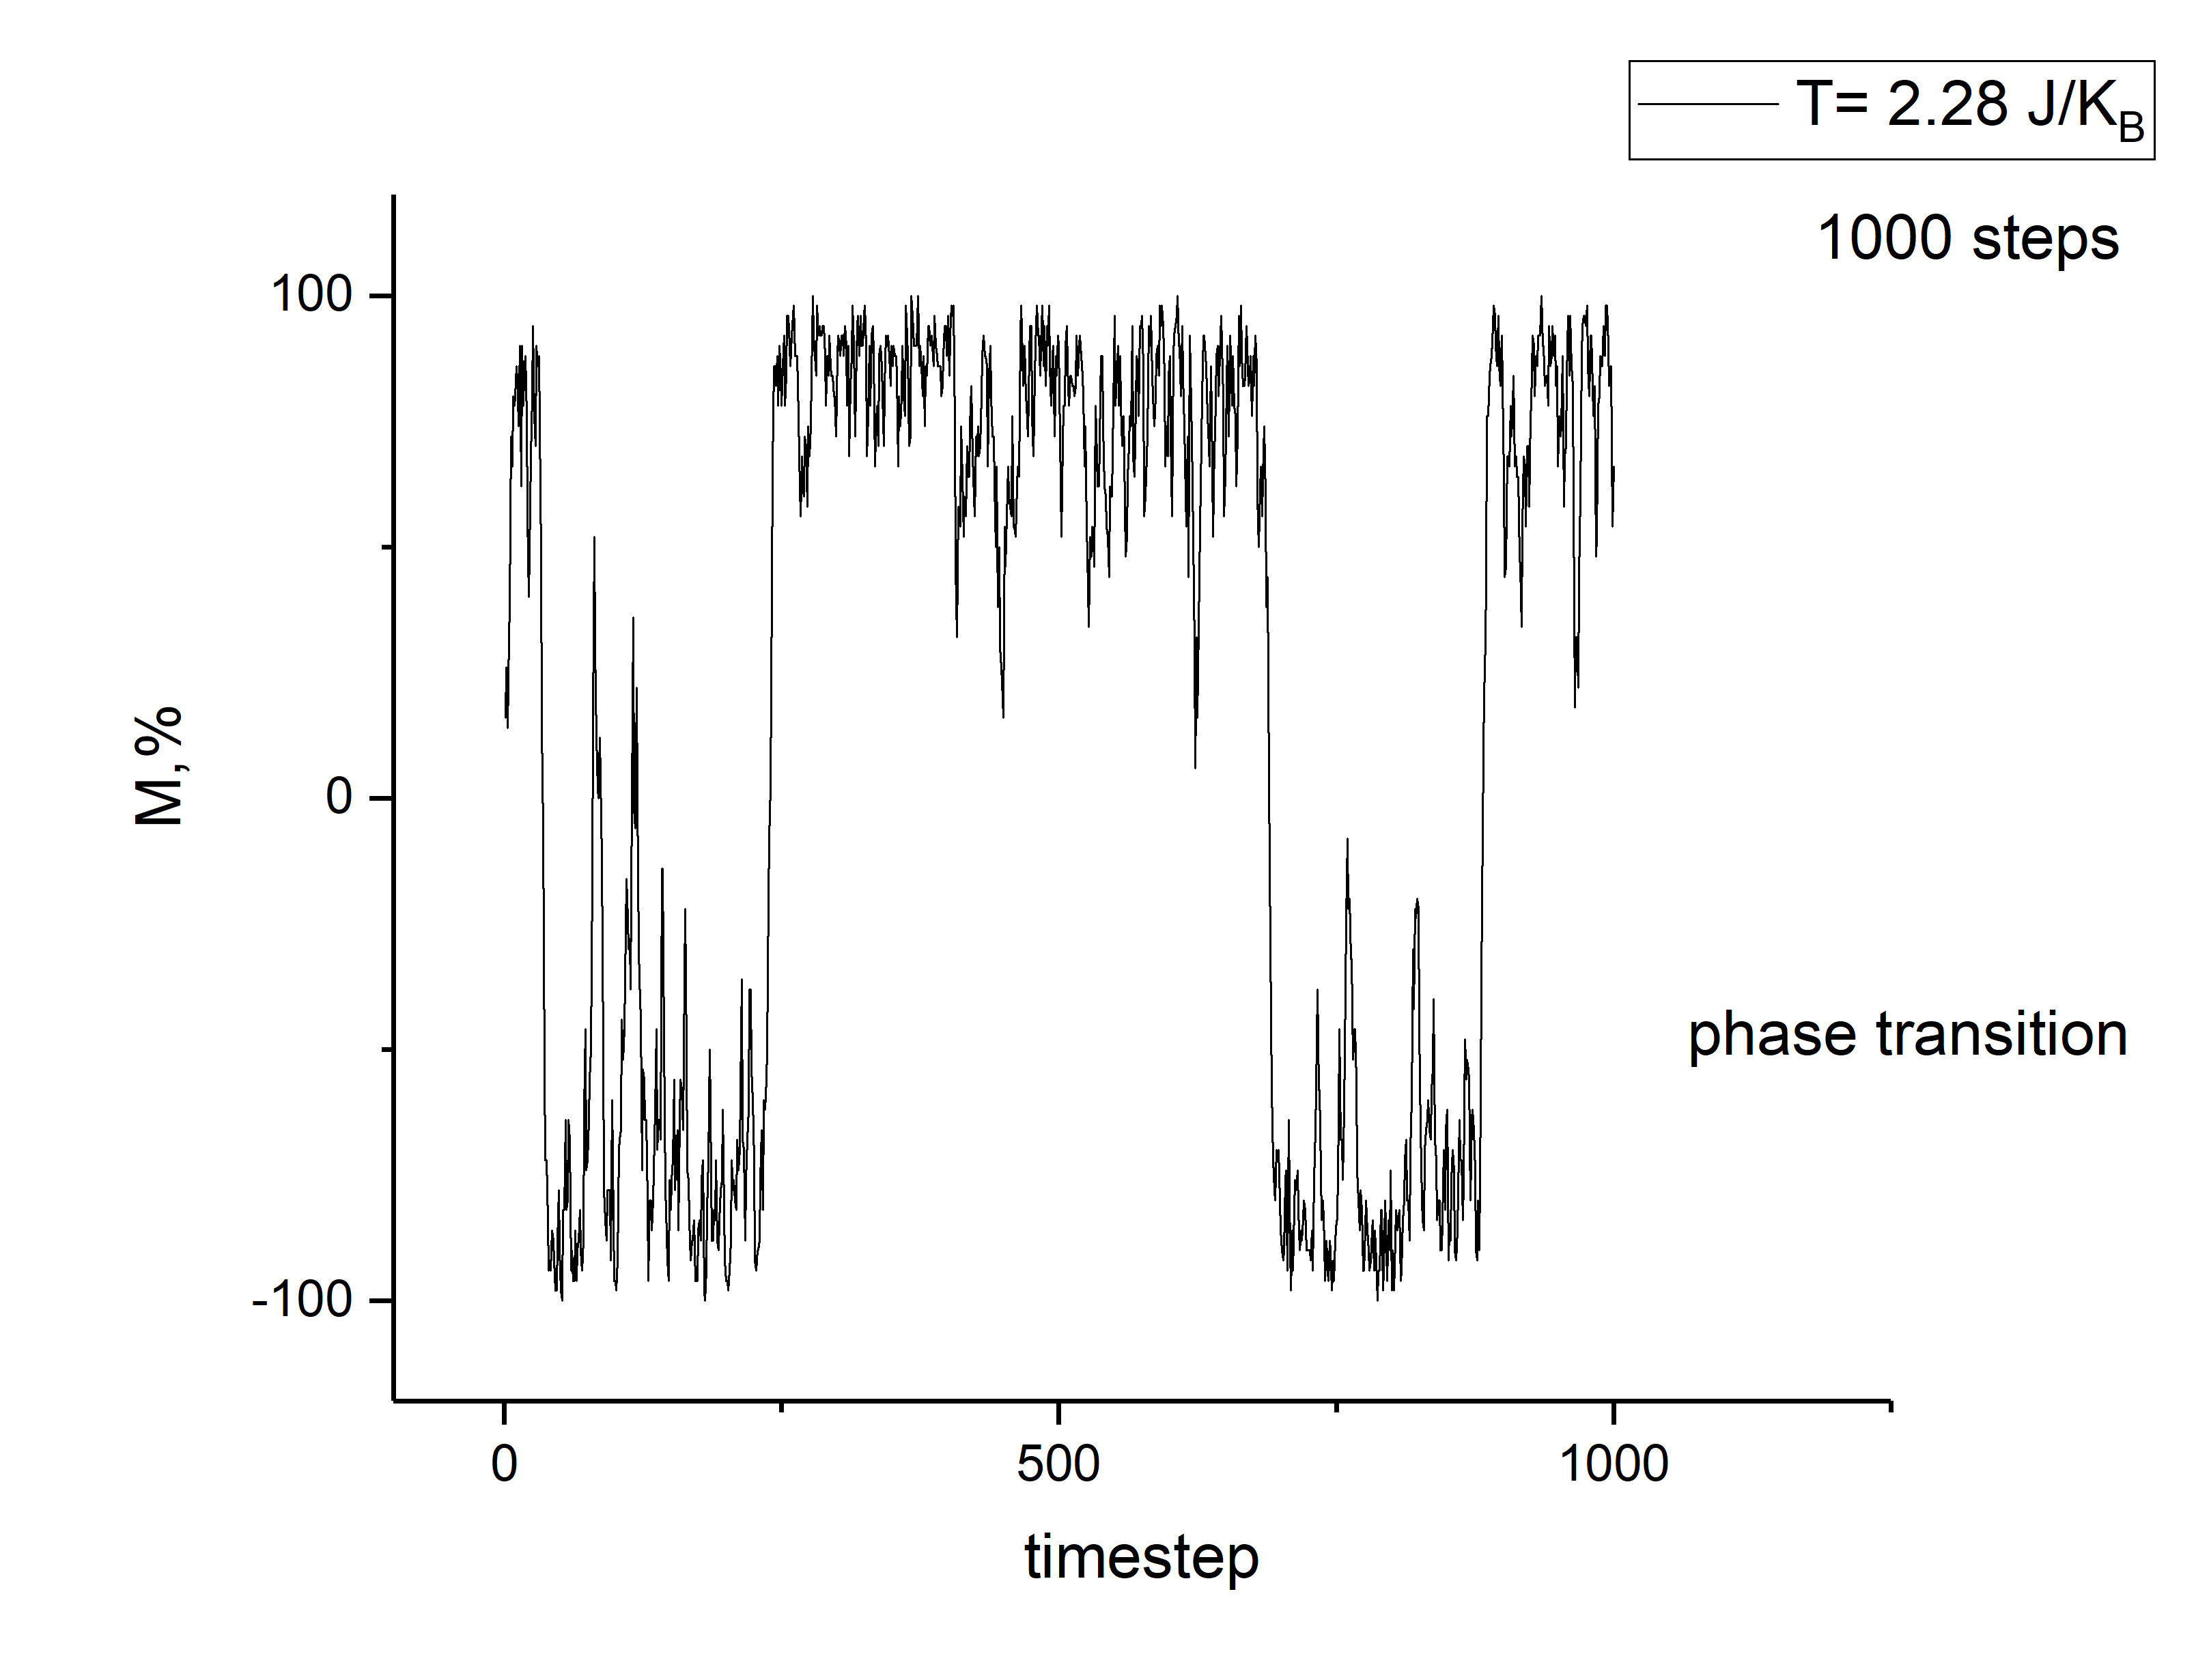 T= 2.28 J/K_B
1000 steps
100
0
-100
M,%
phase transition
0 500 1000
timestep